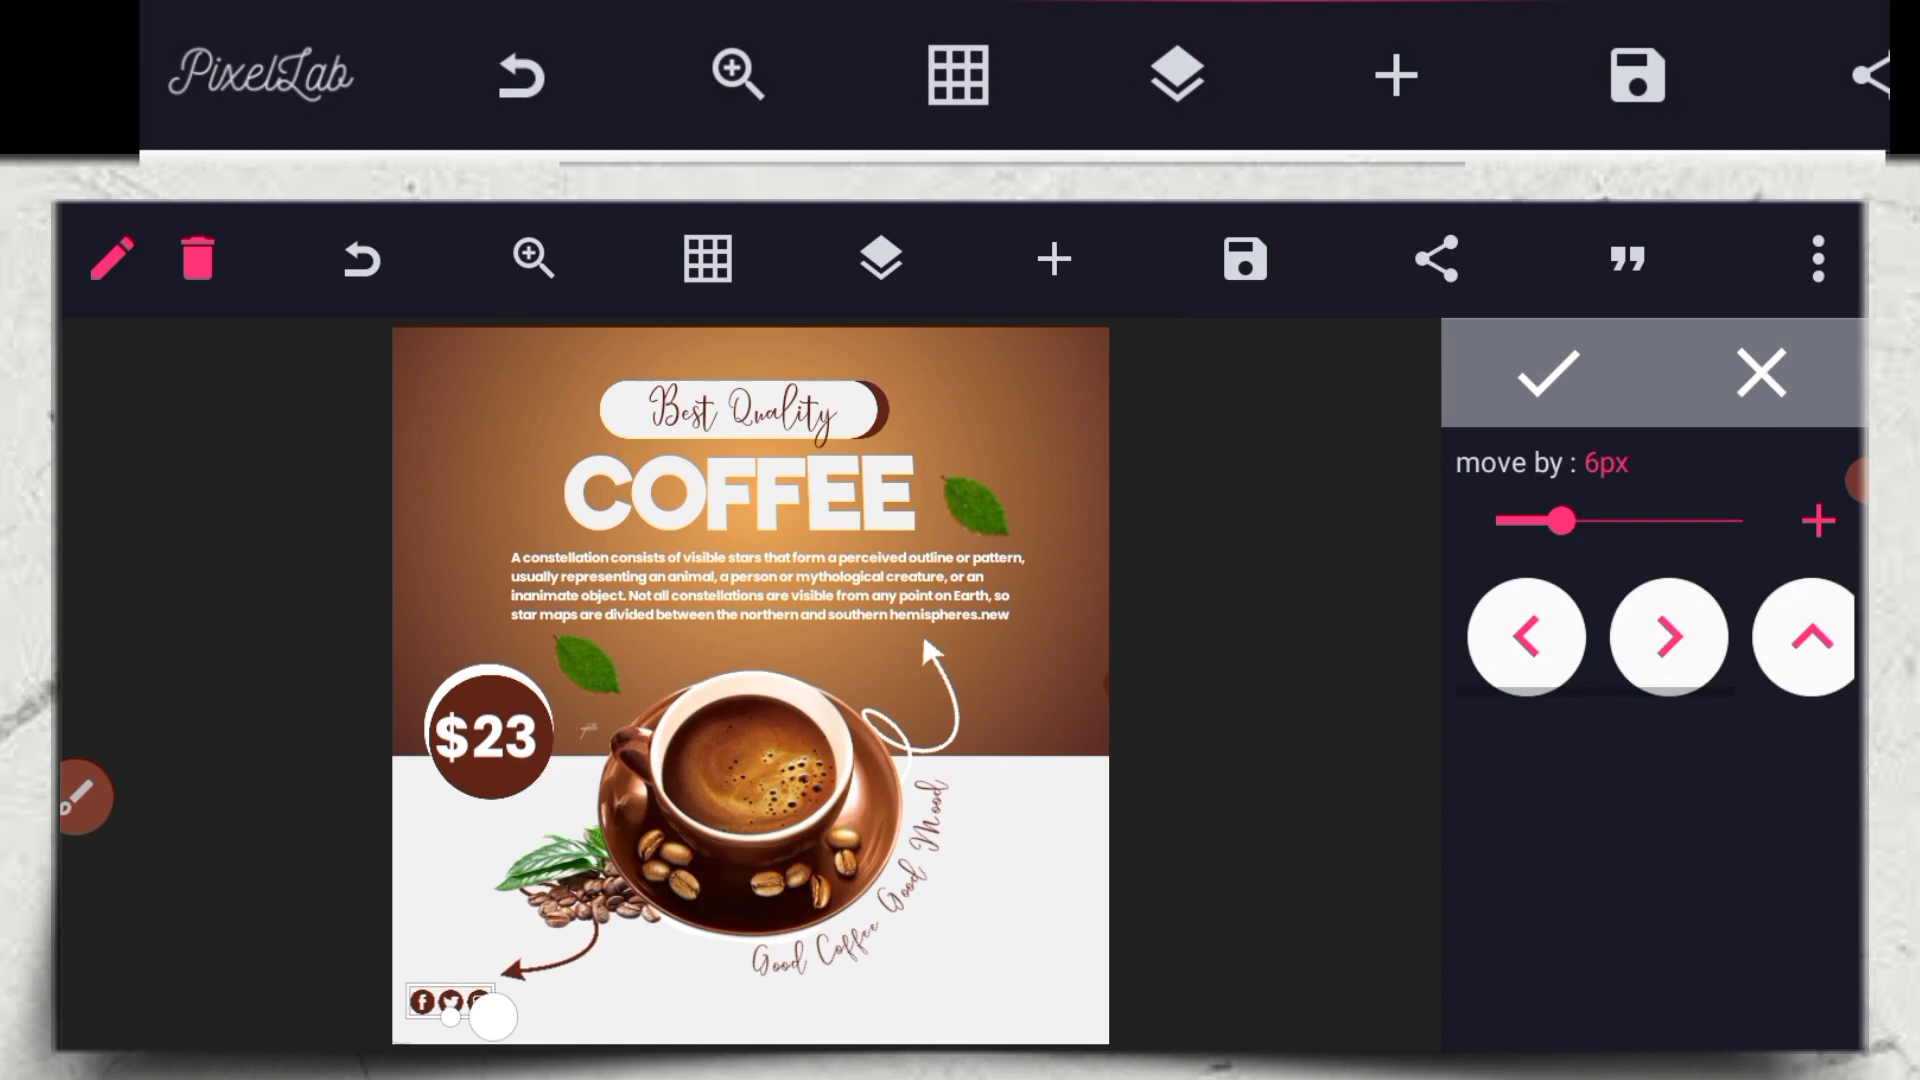 PixelLab
move by : 6px
Best Quality
COFFEE
A constellation consists of visible stars that form a perceived outline or pattern,
usually representing an animal, a person or mythological creature, or an
inanimate object. Not all constellations are visible from any point on Earth, so
star maps are divided between the northern and southern hemispheres.new
$23
Good Coffee Good Mood